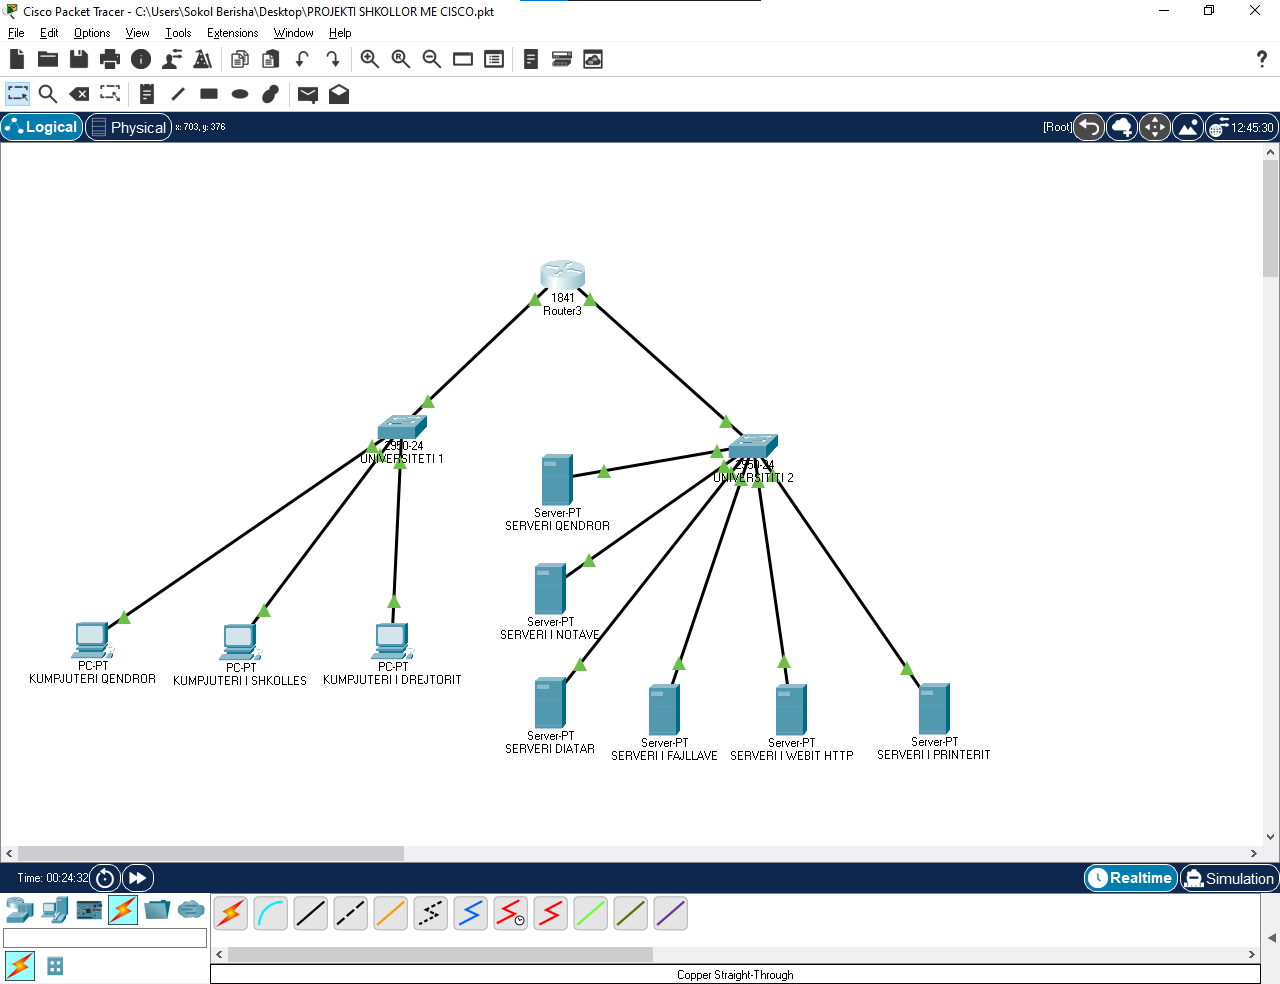 Cisco Packet Tracer - C:\Users\Sokol Berisha\Desktop\PROJEKTI SHKOLLOR ME CISCO.pkt
File Edit Options View Tools Extensions Window Help
Logical Physical x: 703, y: 376 [Root] 12:45:30
1841
Router3
2950-24
UNIVERSITETI 1
2950-24
UNIVERSITITI 2
Server-PT
SERVERI QENDROR
Server-PT
SERVERI I NOTAVE
PC-PT
KUMPJUTERI QENDROR
PC-PT
KUMPJUTERI I SHKOLLES
PC-PT
KUMPJUTERI I DREJTORIT
Server-PT
SERVERI DIATAR
Server-PT
SERVERI I FAJLLAVE
Server-PT
SERVERI I WEBIT HTTP
Server-PT
SERVERI I PRINTERIT
Time: 00:24:32 Realtime Simulation
Copper Straight-Through